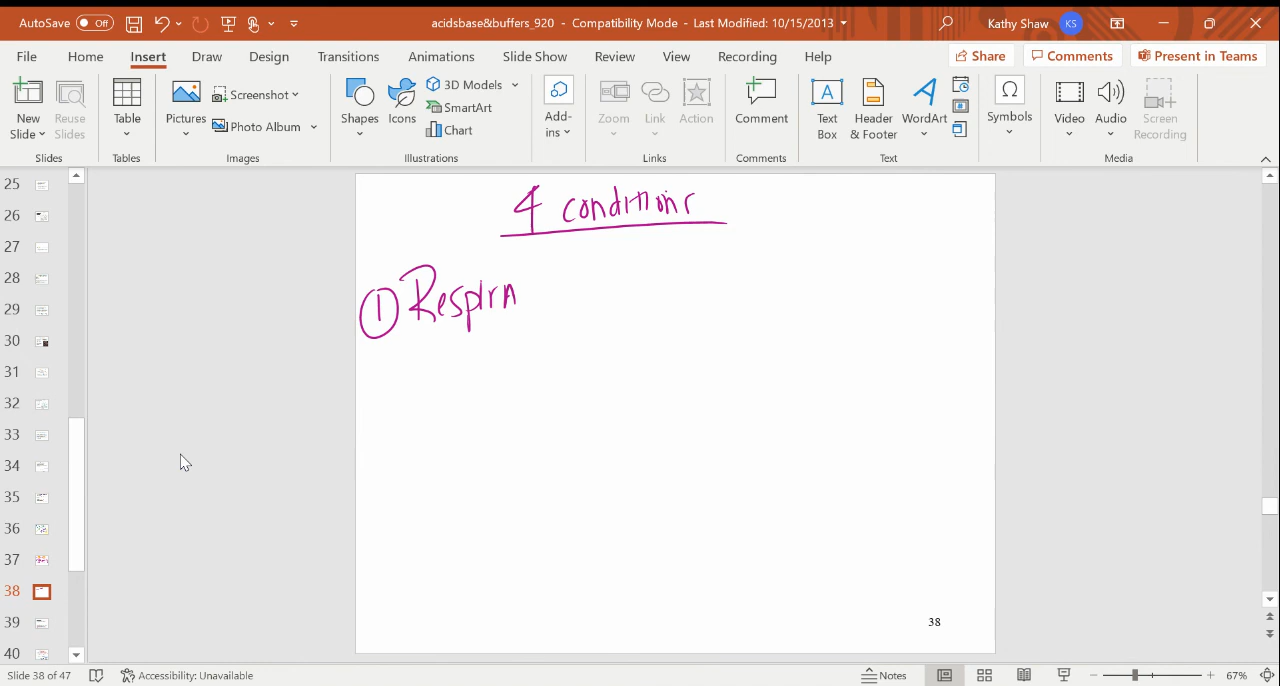 AutoSave Off acidsbase&buffers_920 - Compatibility Mode - Last Modified: 10/15/2013 Kathy Shaw KS
File Home Insert Draw Design Transitions Animations Slide Show Review View Recording Help Share Comments Present in Teams
New Slide Reuse Slides Table Pictures Screenshot Photo Album Shapes Icons 3D Models SmartArt Chart Add-ins Zoom Link Action Comment Text Box Header & Footer WordArt Symbols Video Audio Screen Recording
Slides Tables Images Illustrations Links Comments Text Media
25
26
27
28
29
30
31
32
33
34
35
36
37
38
39
40
4 conditions
1 Respira
38
Slide 38 of 47 Accessibility: Unavailable Notes 67%